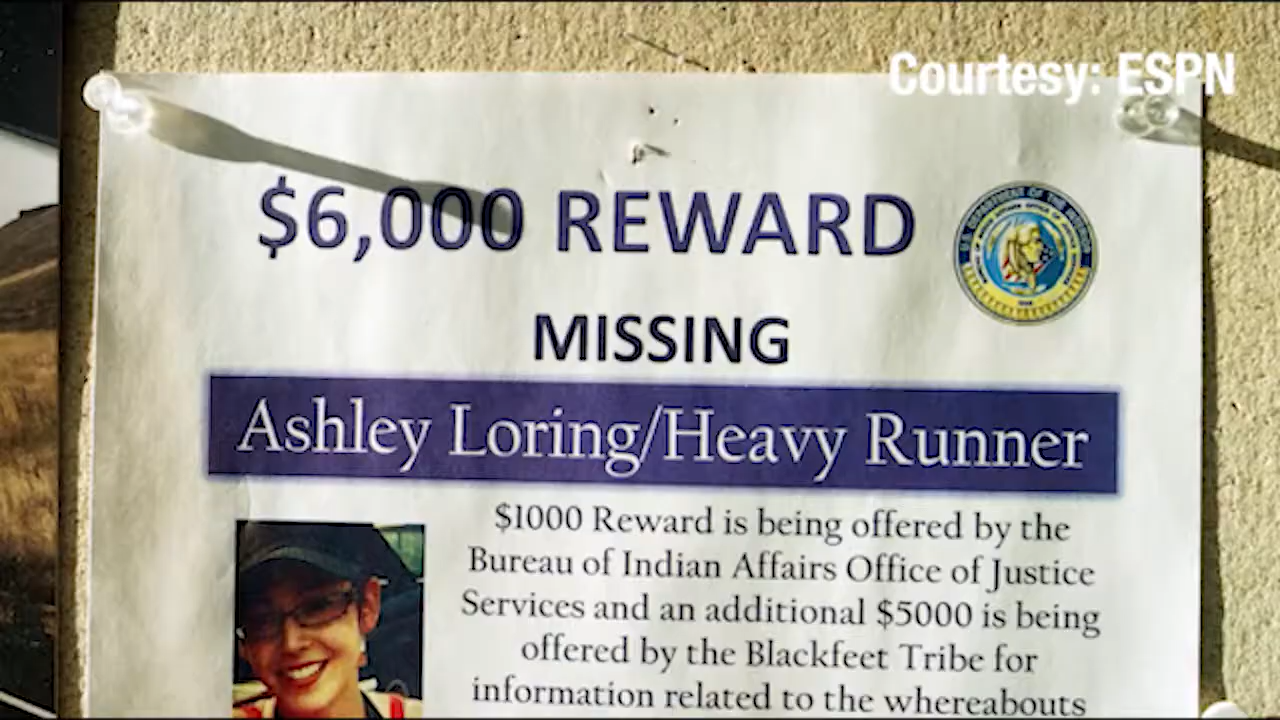 Courtesy: ESPN
$6,000 REWARD
MISSING
Ashley Loring/Heavy Runner
$1000 Reward is being offered by the
Bureau of Indian Affairs Office of Justice
Services and an additional $5000 is being
offered by the Blackfeet Tribe for
information related to the whereabouts